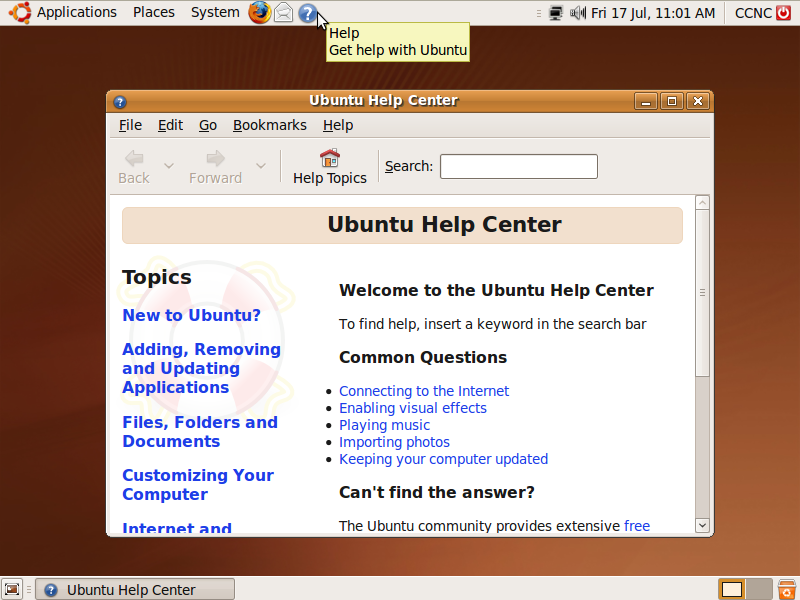 Applications Places System Fri 17 Jul, 11:01 AM CCNC
Help
Get help with Ubuntu
Ubuntu Help Center
File Edit Go Bookmarks Help
Back Forward Help Topics Search:
Ubuntu Help Center
Topics
New to Ubuntu?
Adding, Removing
and Updating
Applications
Files, Folders and
Documents
Customizing Your
Computer
Internet and
Welcome to the Ubuntu Help Center
To find help, insert a keyword in the search bar
Common Questions
Connecting to the Internet
Enabling visual effects
Playing music
Importing photos
Keeping your computer updated
Can't find the answer?
The Ubuntu community provides extensive free
Ubuntu Help Center